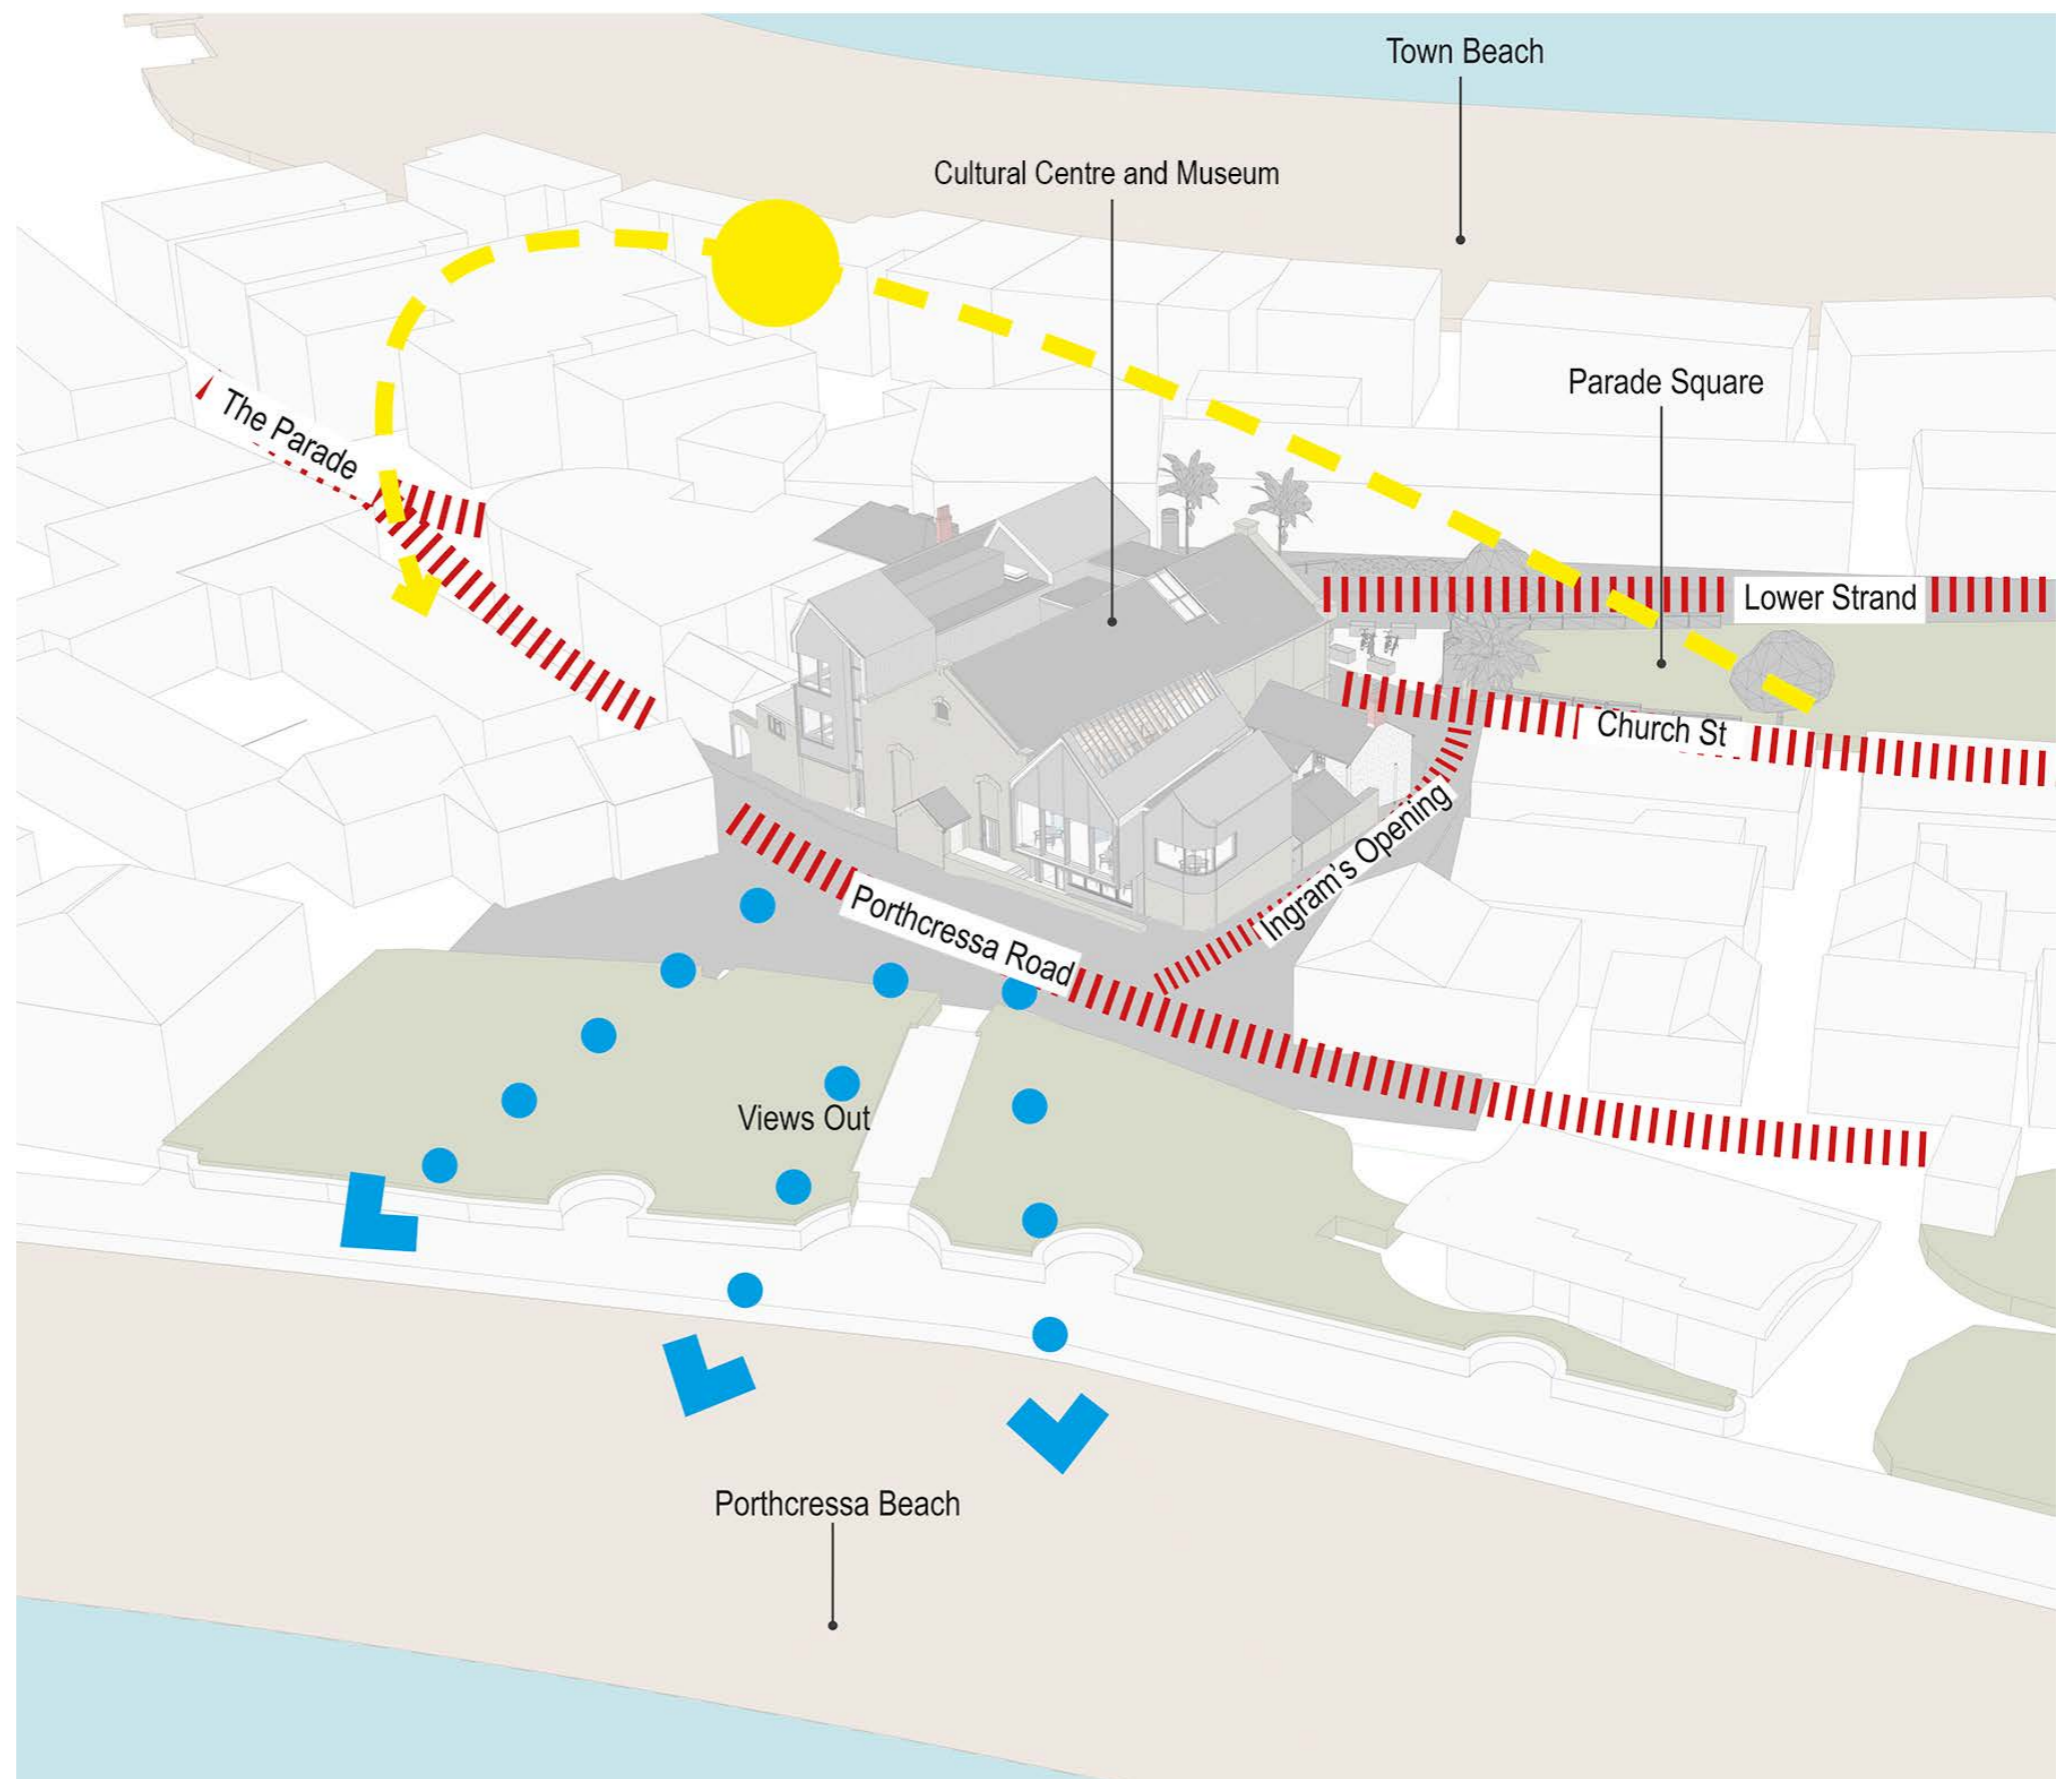 Town Beach
Cultural Centre and Museum
Parade Square
The Parade
Lower Strand
Church St
Ingram's Opening
Porthcressa Road
Views Out
Porthcressa Beach